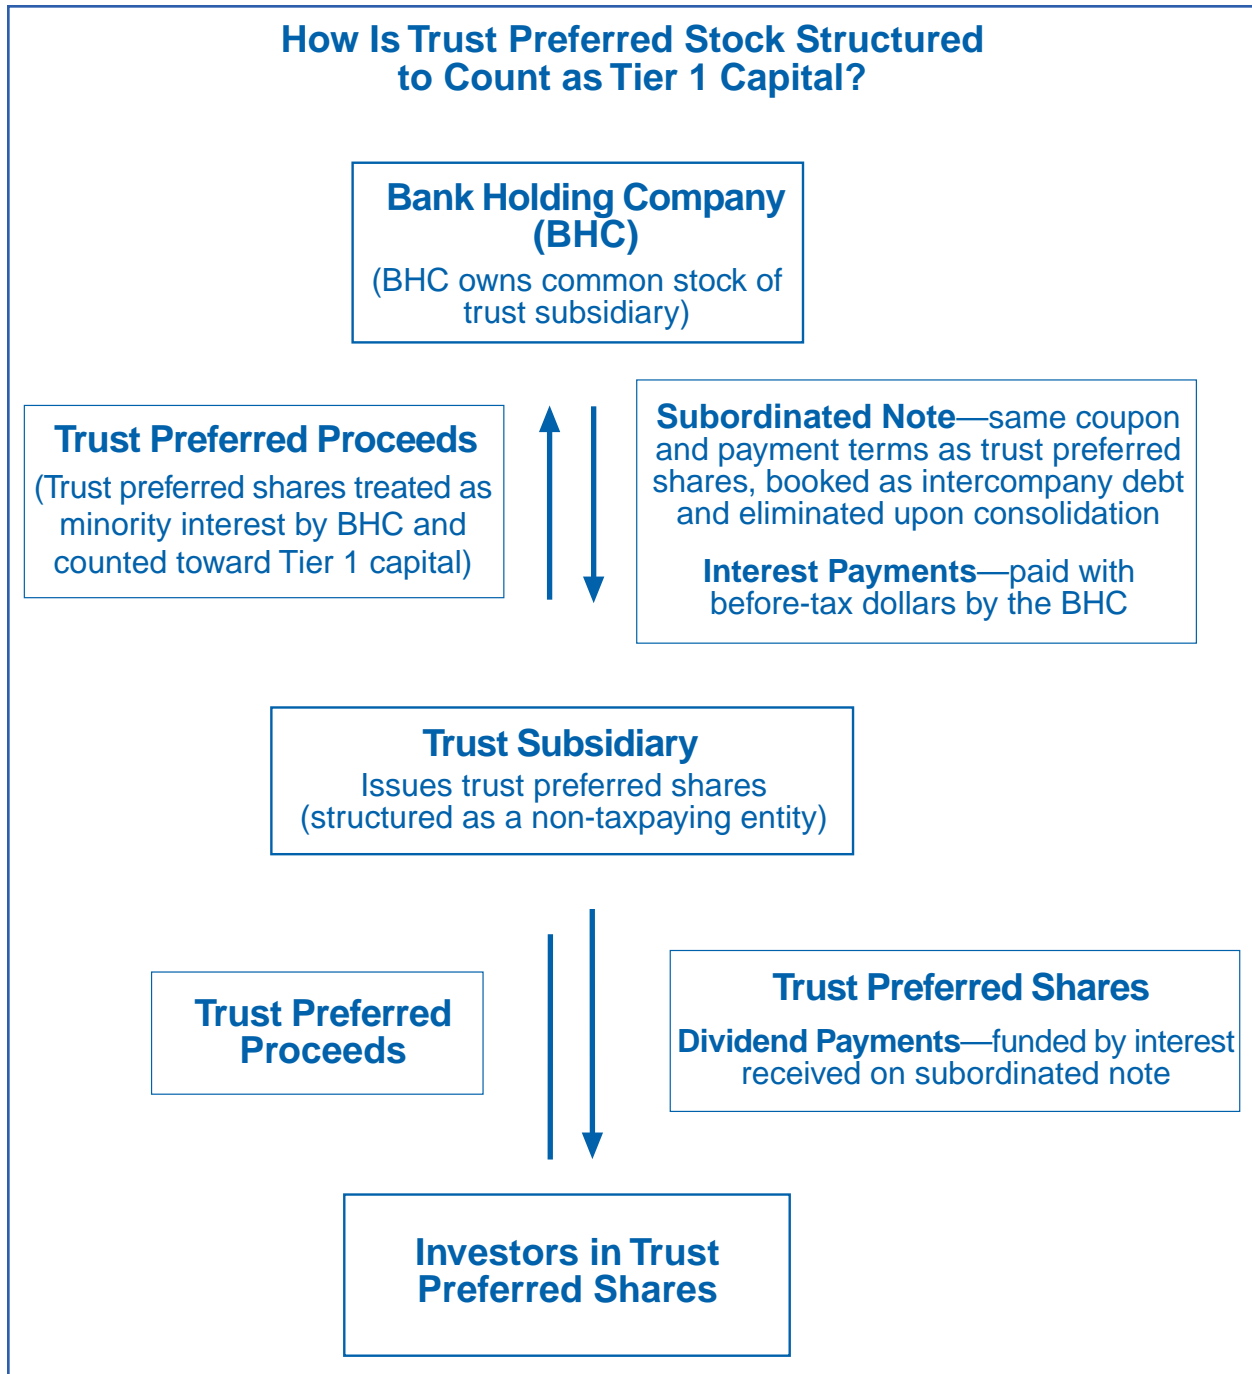 How Is Trust Preferred Stock Structured
to Count as Tier 1 Capital?
Bank Holding Company
(BHC)
(BHC owns common stock of
trust subsidiary)
Trust Preferred Proceeds
(Trust preferred shares treated as
minority interest by BHC and
counted toward Tier 1 capital)
Subordinated Note—same coupon
and payment terms as trust preferred
shares, booked as intercompany debt
and eliminated upon consolidation
Interest Payments—paid with
before-tax dollars by the BHC
Trust Subsidiary
Issues trust preferred shares
(structured as a non-taxpaying entity)
Trust Preferred
Proceeds
Trust Preferred Shares
Dividend Payments—funded by interest
received on subordinated note
Investors in Trust
Preferred Shares